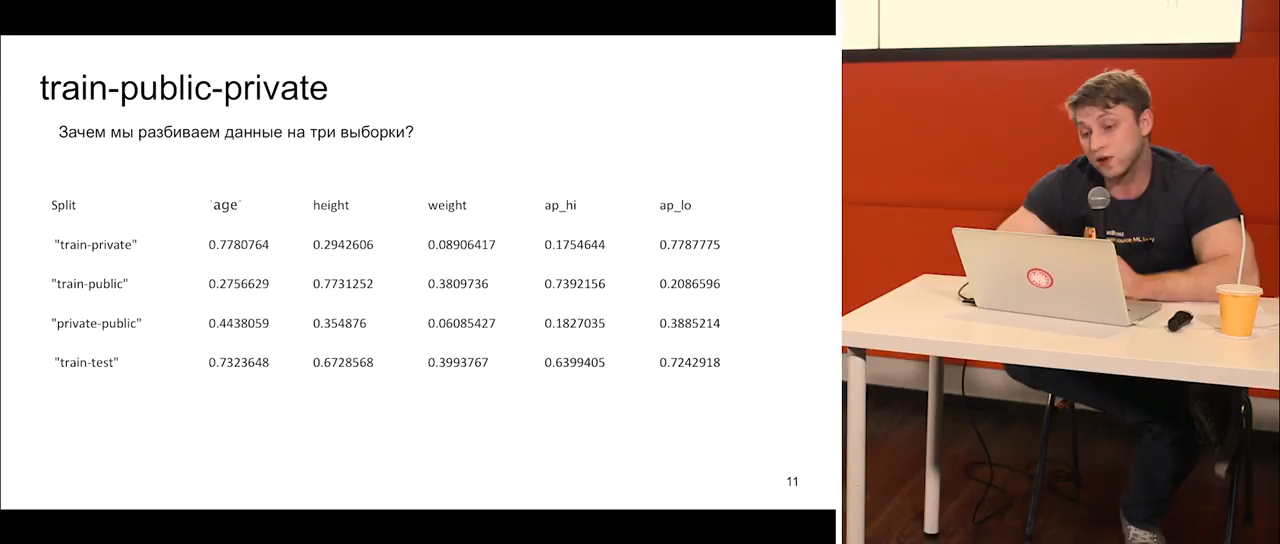 train-public-private
Зачем мы разбиваем данные на три выборки?
Split `age` height weight ap_hi ap_lo
"train-private" 0.7780764 0.2942606 0.08906417 0.1754644 0.7787775
"train-public" 0.2756629 0.7731252 0.3809736 0.7392156 0.2086596
"private-public" 0.4438059 0.354876 0.06085427 0.1827035 0.3885214
"train-test" 0.7323648 0.6728568 0.3993767 0.6399405 0.7242918
11